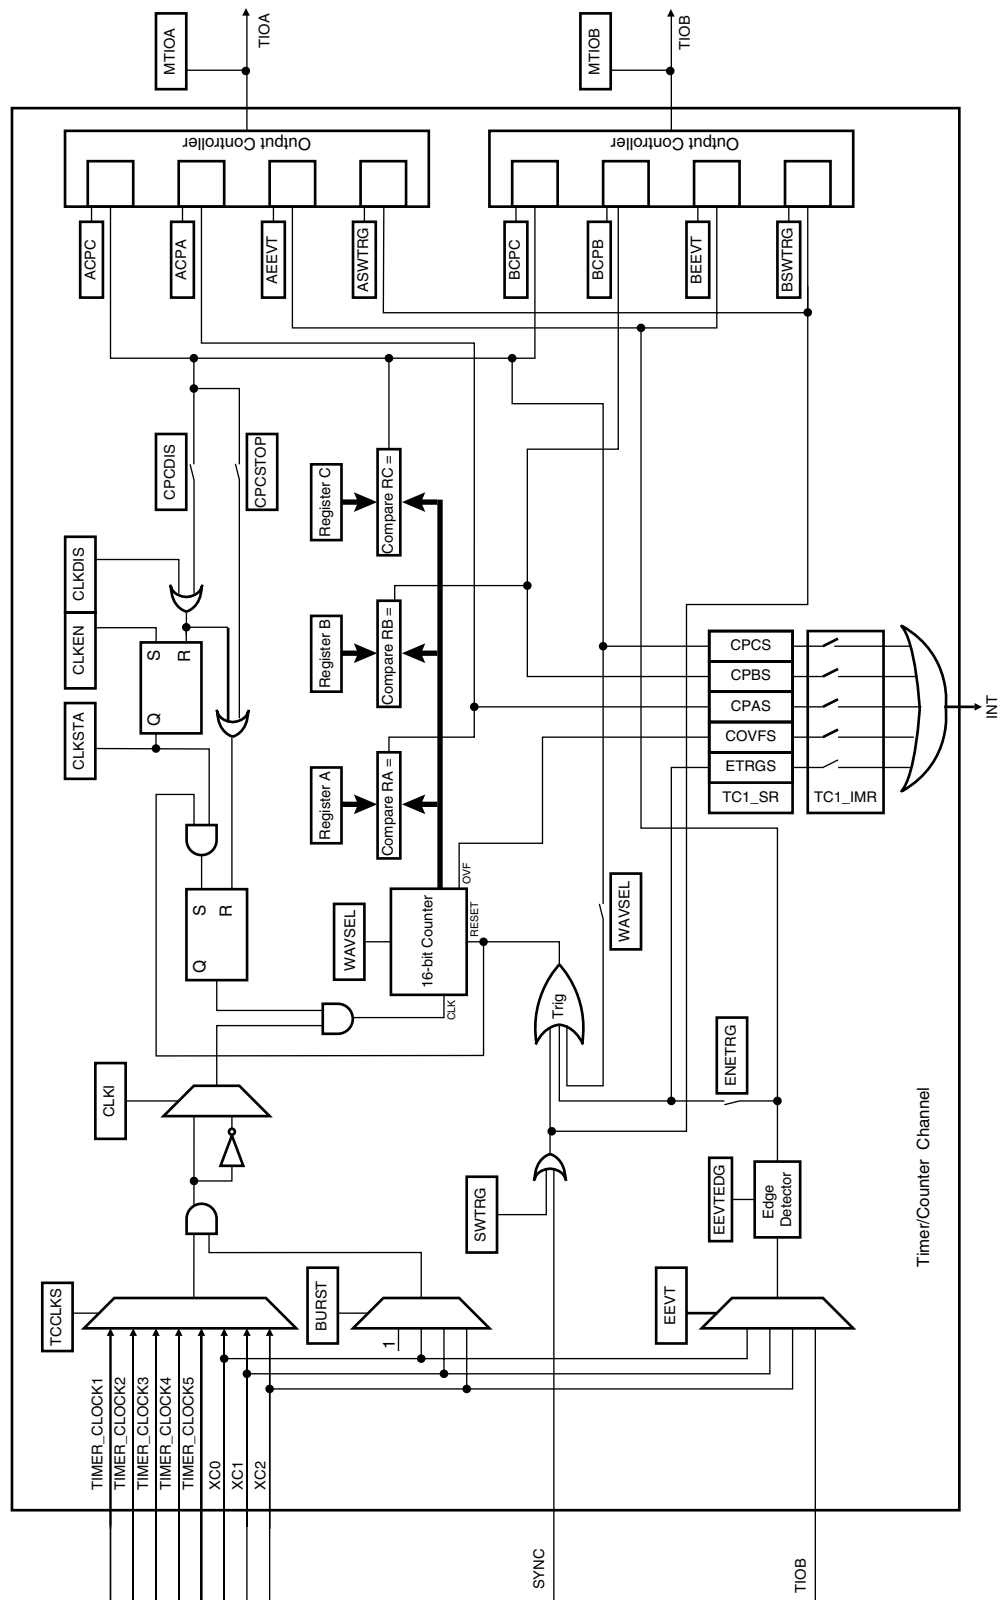 TCCLKS
TIMER_CLOCK1
TIMER_CLOCK2
TIMER_CLOCK3
TIMER_CLOCK4
TIMER_CLOCK5
XC0
XC1
XC2
CLKI
CLKSTA
CLKEN
CLKDIS
Q
S
R
Q
S
R
CPCDIS
CPCSTOP
ACPC
ACPA
AEEVT
ASWTRG
Output Controller
MTIOA
TIOA
BURST
1
WAVSEL
Register A
Register B
Register C
Compare RA =
Compare RB =
Compare RC =
16-bit Counter
CLK
RESET
OVF
SWTRG
SYNC
Trig
WAVSEL
BCPC
BCPB
BEEVT
BSWTRG
Output Controller
MTIOB
TIOB
EEVT
EEVTEDG
Edge
Detector
ENETRG
TIOB
CPCS
CPBS
CPAS
COVFS
ETRGS
TC1_SR
TC1_IMR
INT
Timer/Counter Channel